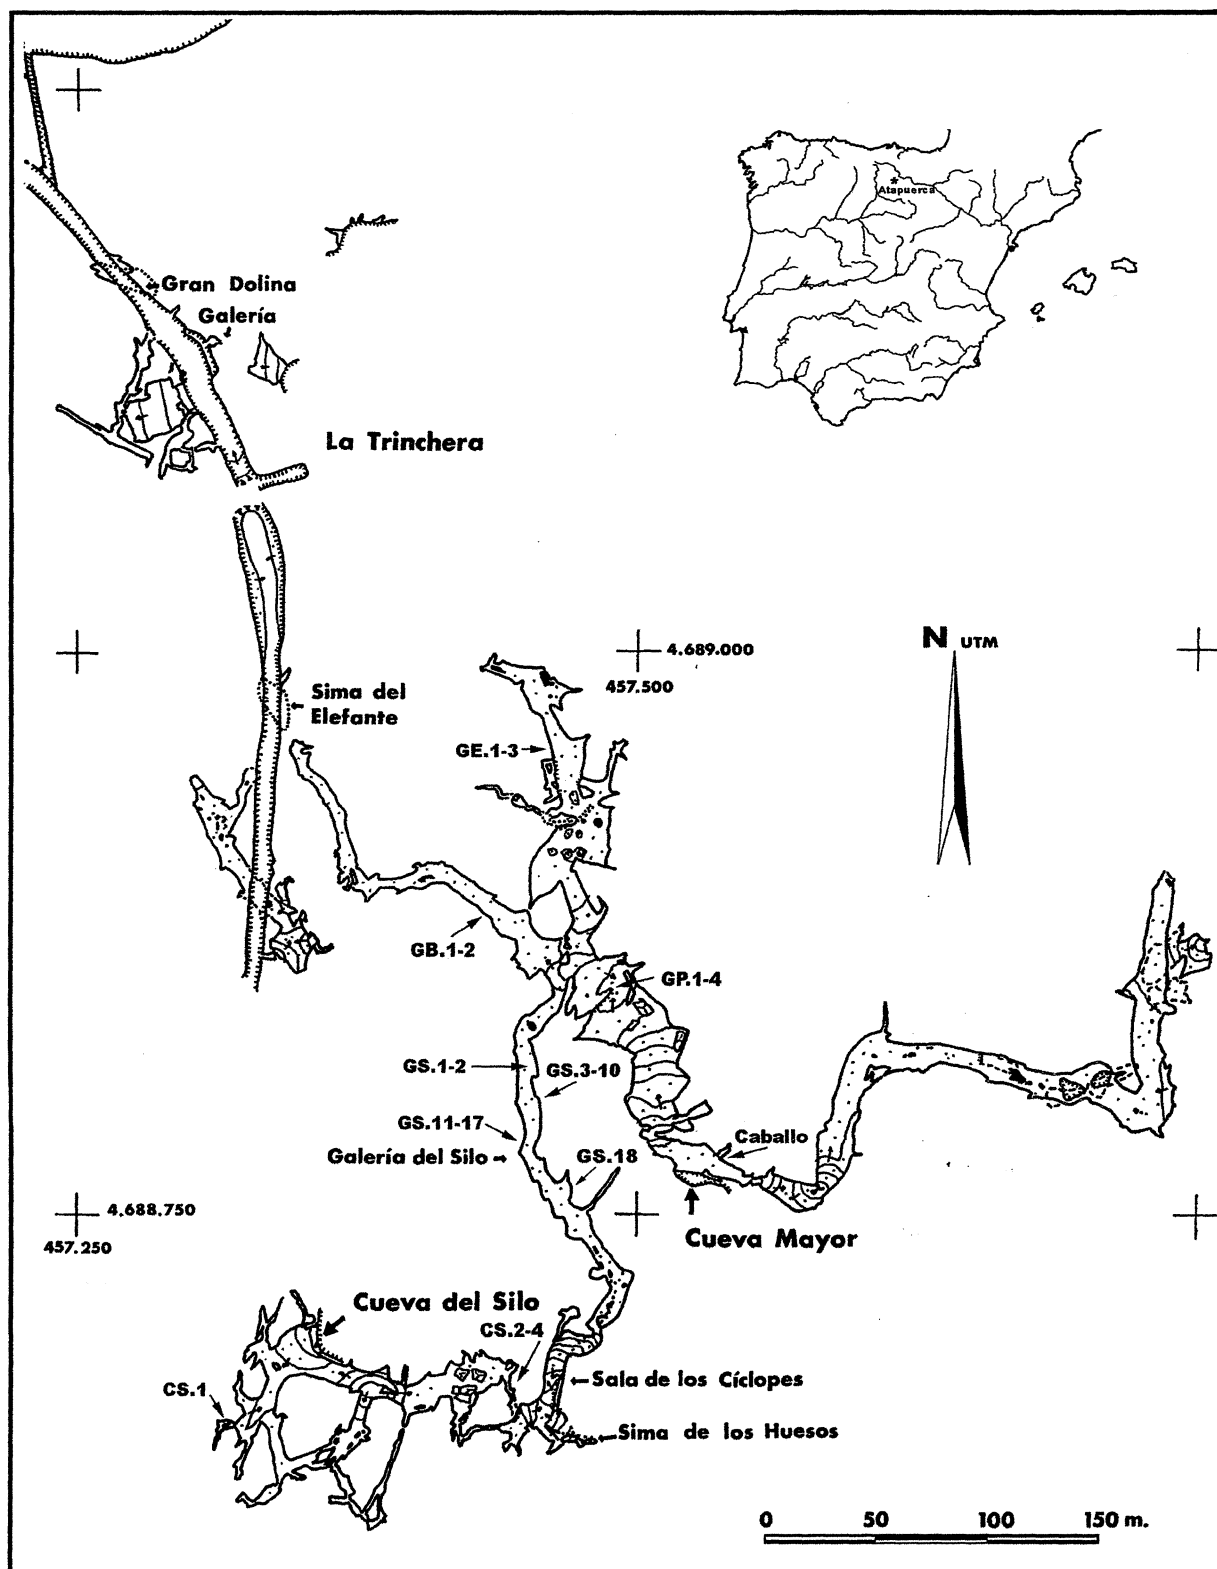 Atapuerca
Gran Dolina
Galería
La Trinchera
N UTM
4.689.000
457.500
Sima del
Elefante
GE.1-3
GB.1-2
GP.1-4
GS.1-2
GS.3-10
GS.11-17
Caballo
Galería del Silo
GS.18
4.688.750
457.250
Cueva Mayor
Cueva del Silo
CS.2-4
Sala de los Cíclopes
CS.1
Sima de los Huesos
0 50 100 150 m.